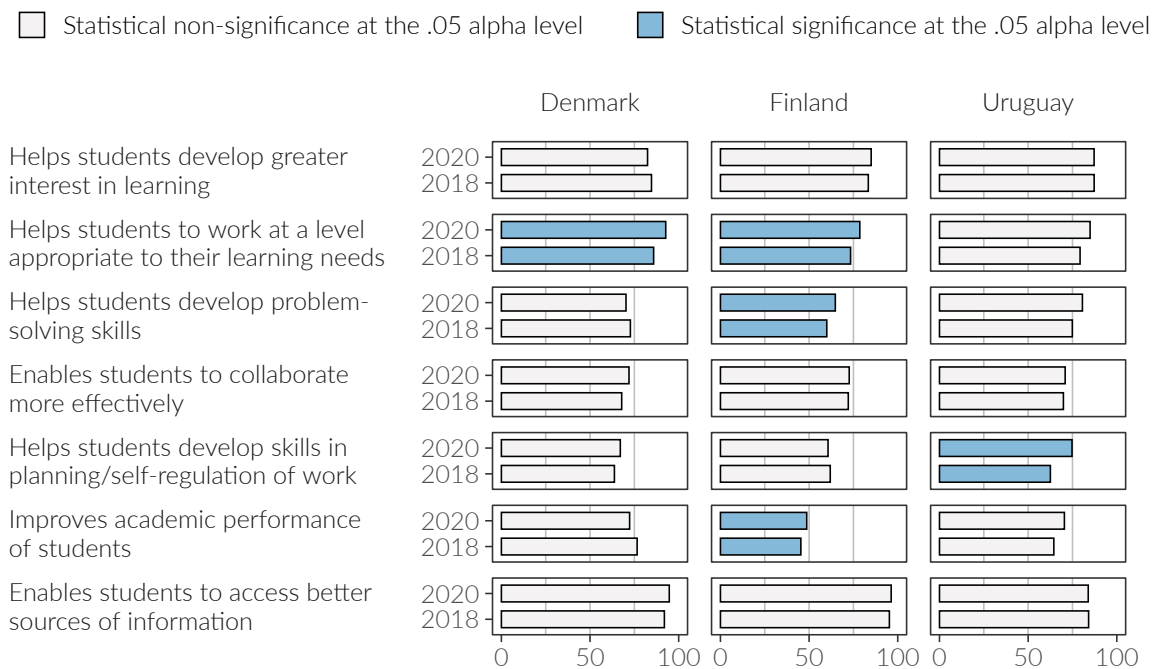 Statistical non-significance at the .05 alpha level
Statistical significance at the .05 alpha level
Denmark
Finland
Uruguay
Helps students develop greater
interest in learning
2020
2018
Helps students to work at a level
appropriate to their learning needs
2020
2018
Helps students develop problem-
solving skills
2020
2018
Enables students to collaborate
more effectively
2020
2018
Helps students develop skills in
planning/self-regulation of work
2020
2018
Improves academic performance
of students
2020
2018
Enables students to access better
sources of information
2020
2018
0 50 100
0 50 100
0 50 100